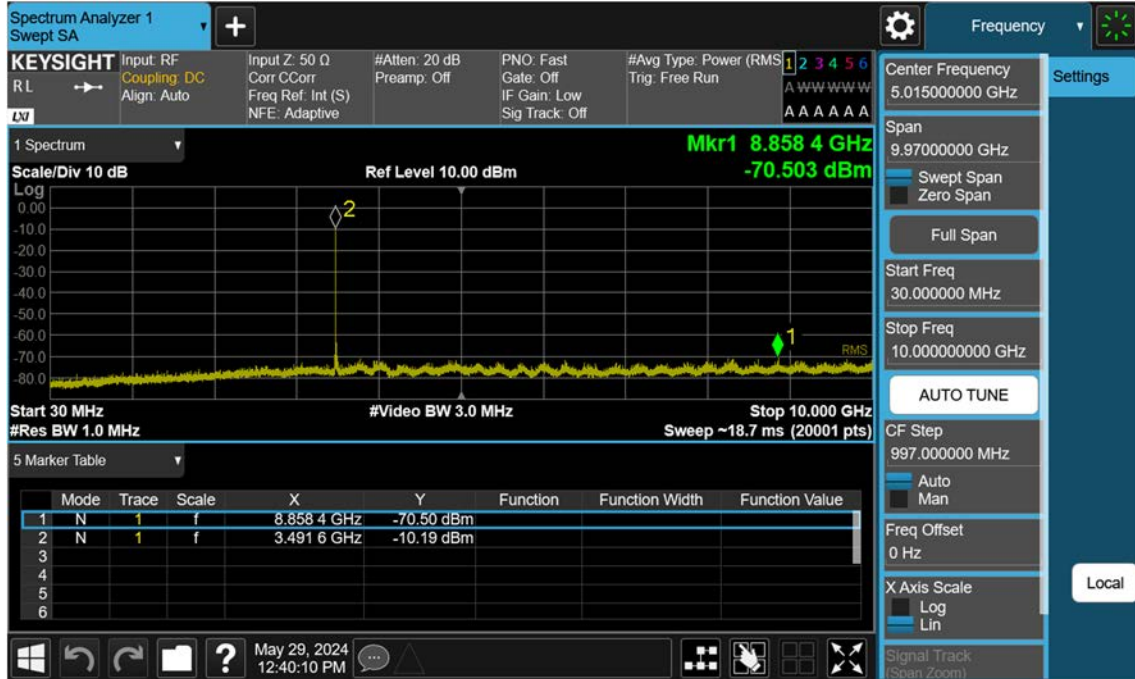 Spectrum Analyzer 1
Swept SA
Frequency
KEYSIGHT
R L
LXI
Input: RF
Coupling: DC
Align: Auto
Input Z: 50 Ω
Corr CCorr
Freq Ref: Int (S)
NFE: Adaptive
#Atten: 20 dB
Preamp: Off
PNO: Fast
Gate: Off
IF Gain: Low
Sig Track: Off
#Avg Type: Power (RMS
Trig: Free Run
1 2 3 4 5 6
A W W W W W
A A A A A A
1 Spectrum
Mkr1 8.858 4 GHz
-70.503 dBm
Scale/Div 10 dB
Ref Level 10.00 dBm
Log
0.00
-10.0
-20.0
-30.0
-40.0
-50.0
-60.0
-70.0
-80.0
2
1
RMS
Start 30 MHz
#Video BW 3.0 MHz
Stop 10.000 GHz
#Res BW 1.0 MHz
Sweep ~18.7 ms (20001 pts)
5 Marker Table
Mode Trace Scale X Y Function Function Width Function Value
1 N 1 f 8.858 4 GHz -70.50 dBm
2 N 1 f 3.491 6 GHz -10.19 dBm
3
4
5
6
May 29, 2024
12:40:10 PM
Center Frequency
5.015000000 GHz
Settings
Span
9.97000000 GHz
Swept Span
Zero Span
Full Span
Start Freq
30.000000 MHz
Stop Freq
10.000000000 GHz
AUTO TUNE
CF Step
997.000000 MHz
Auto
Man
Freq Offset
0 Hz
X Axis Scale
Log
Lin
Local
Signal Track
(Span Zoom)